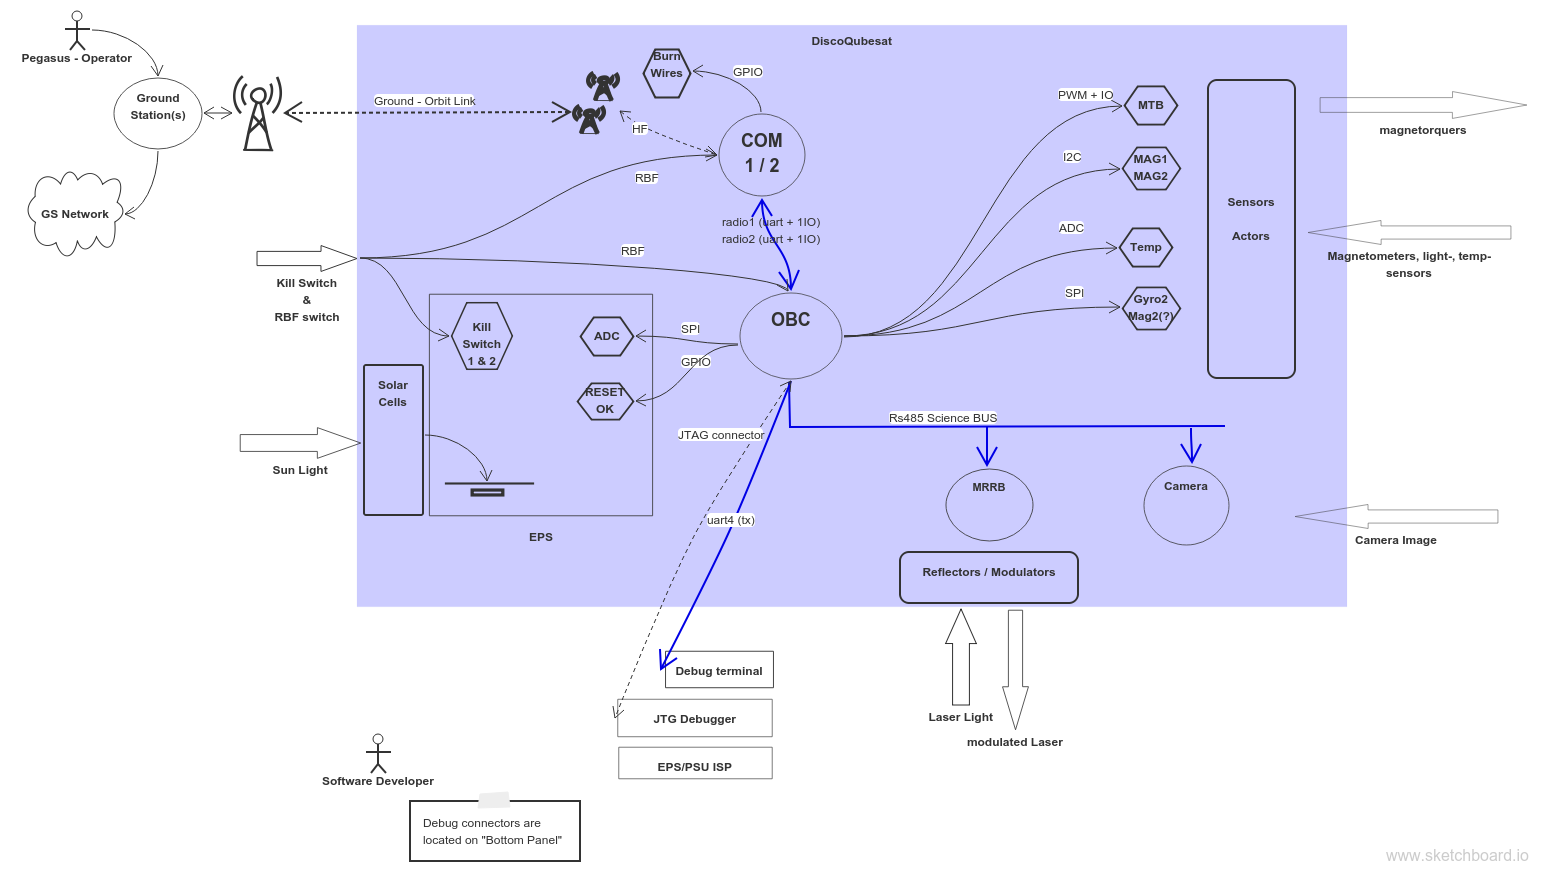 DiscoQubesat
Pegasus - Operator
Ground
Station(s)
GS Network
Ground - Orbit Link
Burn
Wires
GPIO
HF
COM
1 / 2
RBF
RBF
radio1 (uart + 1IO)
radio2 (uart + 1IO)
Kill Switch
&
RBF switch
OBC
PWM + IO
MTB
I2C
MAG1
MAG2
ADC
Temp
SPI
Gyro2
Mag2(?)
Sensors
Actors
magnetorquers
Magnetometers, light-, temp-
sensors
Kill
Switch
1 & 2
ADC
SPI
GPIO
RESET
OK
Solar
Cells
Sun Light
EPS
JTAG connector
uart4 (tx)
Rs485 Science BUS
MRRB
Camera
Camera Image
Reflectors / Modulators
Laser Light
modulated Laser
Debug terminal
JTG Debugger
EPS/PSU ISP
Software Developer
Debug connectors are
located on "Bottom Panel"
www.sketchboard.io